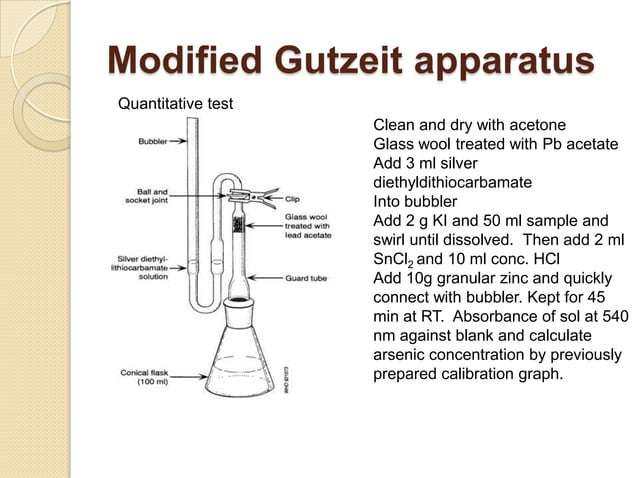 Modified Gutzeit apparatus
Quantitative test
Bubbler
Ball and
socket joint
Clip
Glass wool
treated with
lead acetate
Silver diethyl-
lithiocarbamate
solution
Guard tube
Conical flask
(100 ml)
Clean and dry with acetone
Glass wool treated with Pb acetate
Add 3 ml silver
diethyldithiocarbamate
Into bubbler
Add 2 g KI and 50 ml sample and
swirl until dissolved. Then add 2 ml
SnCl₂ and 10 ml conc. HCl
Add 10g granular zinc and quickly
connect with bubbler. Kept for 45
min at RT. Absorbance of sol at 540
nm against blank and calculate
arsenic concentration by previously
prepared calibration graph.